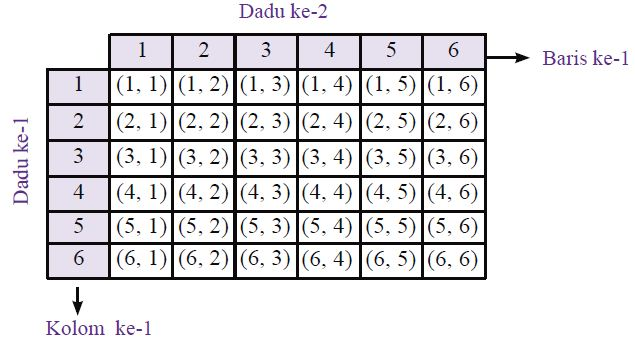 Dadu ke-2
1 2 3 4 5 6
Baris ke-1
Dadu ke-1
1 (1, 1) (1, 2) (1, 3) (1, 4) (1, 5) (1, 6)
2 (2, 1) (2, 2) (2, 3) (2, 4) (2, 5) (2, 6)
3 (3, 1) (3, 2) (3, 3) (3, 4) (3, 5) (3, 6)
4 (4, 1) (4, 2) (4, 3) (4, 4) (4, 5) (4, 6)
5 (5, 1) (5, 2) (5, 3) (5, 4) (5, 5) (5, 6)
6 (6, 1) (6, 2) (6, 3) (6, 4) (6, 5) (6, 6)
Kolom ke-1